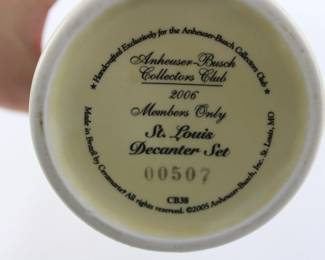 ★ Handcrafted Exclusively for the Anheuser-Busch Collectors Club ★
Anheuser-Busch
Collectors Club
2006
Members Only
St. Louis
Decanter Set
00507
CB38
Made in Brazil by Ceramarte® All rights reserved. ©2005 Anheuser-Busch, Inc. St. Louis, MO